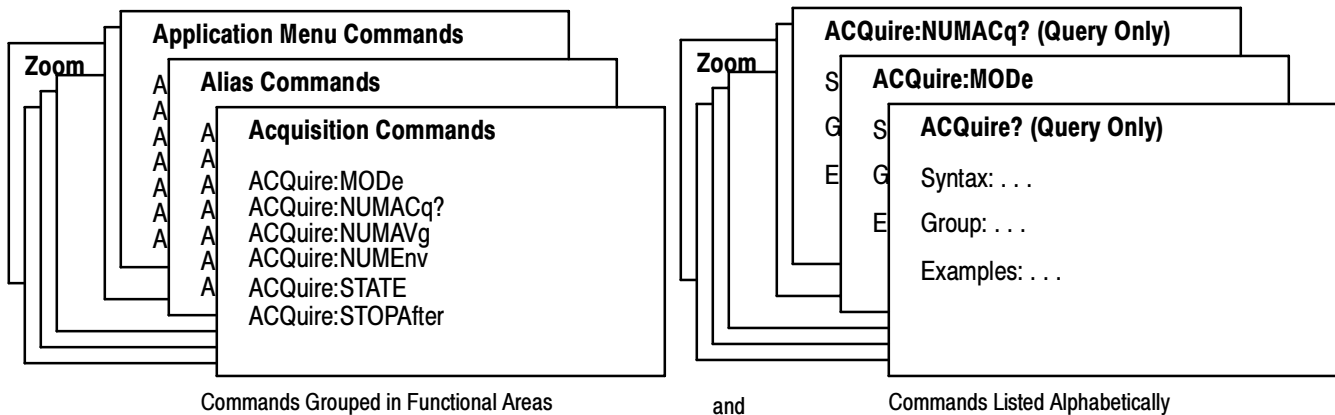 Zoom
Application Menu Commands
A
A
A
A
A
A
A
Alias Commands
A
A
A
A
A
A
A
Acquisition Commands
ACQuire:MODe
ACQuire:NUMACq?
ACQuire:NUMAVg
ACQuire:NUMEnv
ACQuire:STATE
ACQuire:STOPAfter
Commands Grouped in Functional Areas
and
Zoom
ACQuire:NUMACq? (Query Only)
S
G
E
ACQuire:MODe
S
G
E
ACQuire? (Query Only)
Syntax: . . .
Group: . . .
Examples: . . .
Commands Listed Alphabetically